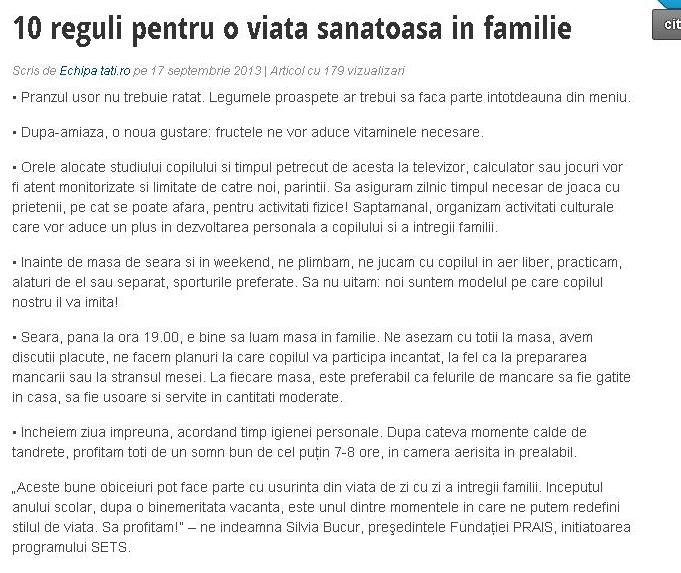 10 reguli pentru o viata sanatoasa in familie
cit
Scris de Echipa tati.ro pe 17 septembrie 2013 | Articol cu 179 vizualizari
• Pranzul usor nu trebuie ratat. Legumele proaspete ar trebui sa faca parte intotdeauna din meniu.
• Dupa-amiaza, o noua gustare: fructele ne vor aduce vitaminele necesare.
• Orele alocate studiului copilului si timpul petrecut de acesta la televizor, calculator sau jocuri vor
fi atent monitorizate si limitate de catre noi, parintii. Sa asiguram zilnic timpul necesar de joaca cu
prietenii, pe cat se poate afara, pentru activitati fizice! Saptamanal, organizam activitati culturale
care vor aduce un plus in dezvoltarea personala a copilului si a intregii familii.
• Inainte de masa de seara si in weekend, ne plimbam, ne jucam cu copilul in aer liber, practicam,
alaturi de el sau separat, sporturile preferate. Sa nu uitam: noi suntem modelul pe care copilul
nostru il va imita!
• Seara, pana la ora 19.00, e bine sa luam masa in familie. Ne asezam cu totii la masa, avem
discutii placute, ne facem planuri la care copilul va participa incantat, la fel ca la prepararea
mancarii sau la stransul mesei. La fiecare masa, este preferabil ca felurile de mancare sa fie gatite
in casa, sa fie usoare si servite in cantitati moderate.
• Incheiem ziua impreuna, acordand timp igienei personale. Dupa cateva momente calde de
tandrete, profitam toti de un somn bun de cel puțin 7-8 ore, in camera aerisita in prealabil.
„Aceste bune obiceiuri pot face parte cu usurinta din viata de zi cu zi a intregii familii. Inceputul
anului scolar, dupa o binemeritata vacanta, este unul dintre momentele in care ne putem redefini
stilul de viata. Sa profitam!” – ne indeamna Silvia Bucur, preşedintele Fundației PRAIS, initiatoarea
programului SETS.